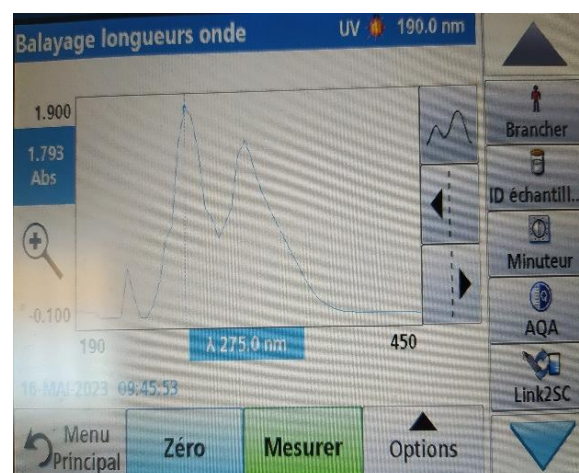 Balayage longueurs onde UV 190.0 nm
1.900
1.793
Abs
-0.100
190 λ 275.0 nm 450
16-MAI-2023 09:45:53
Menu
Principal
Zéro
Mesurer
Options
Brancher
ID échantill..
Minuteur
AQA
Link2SC